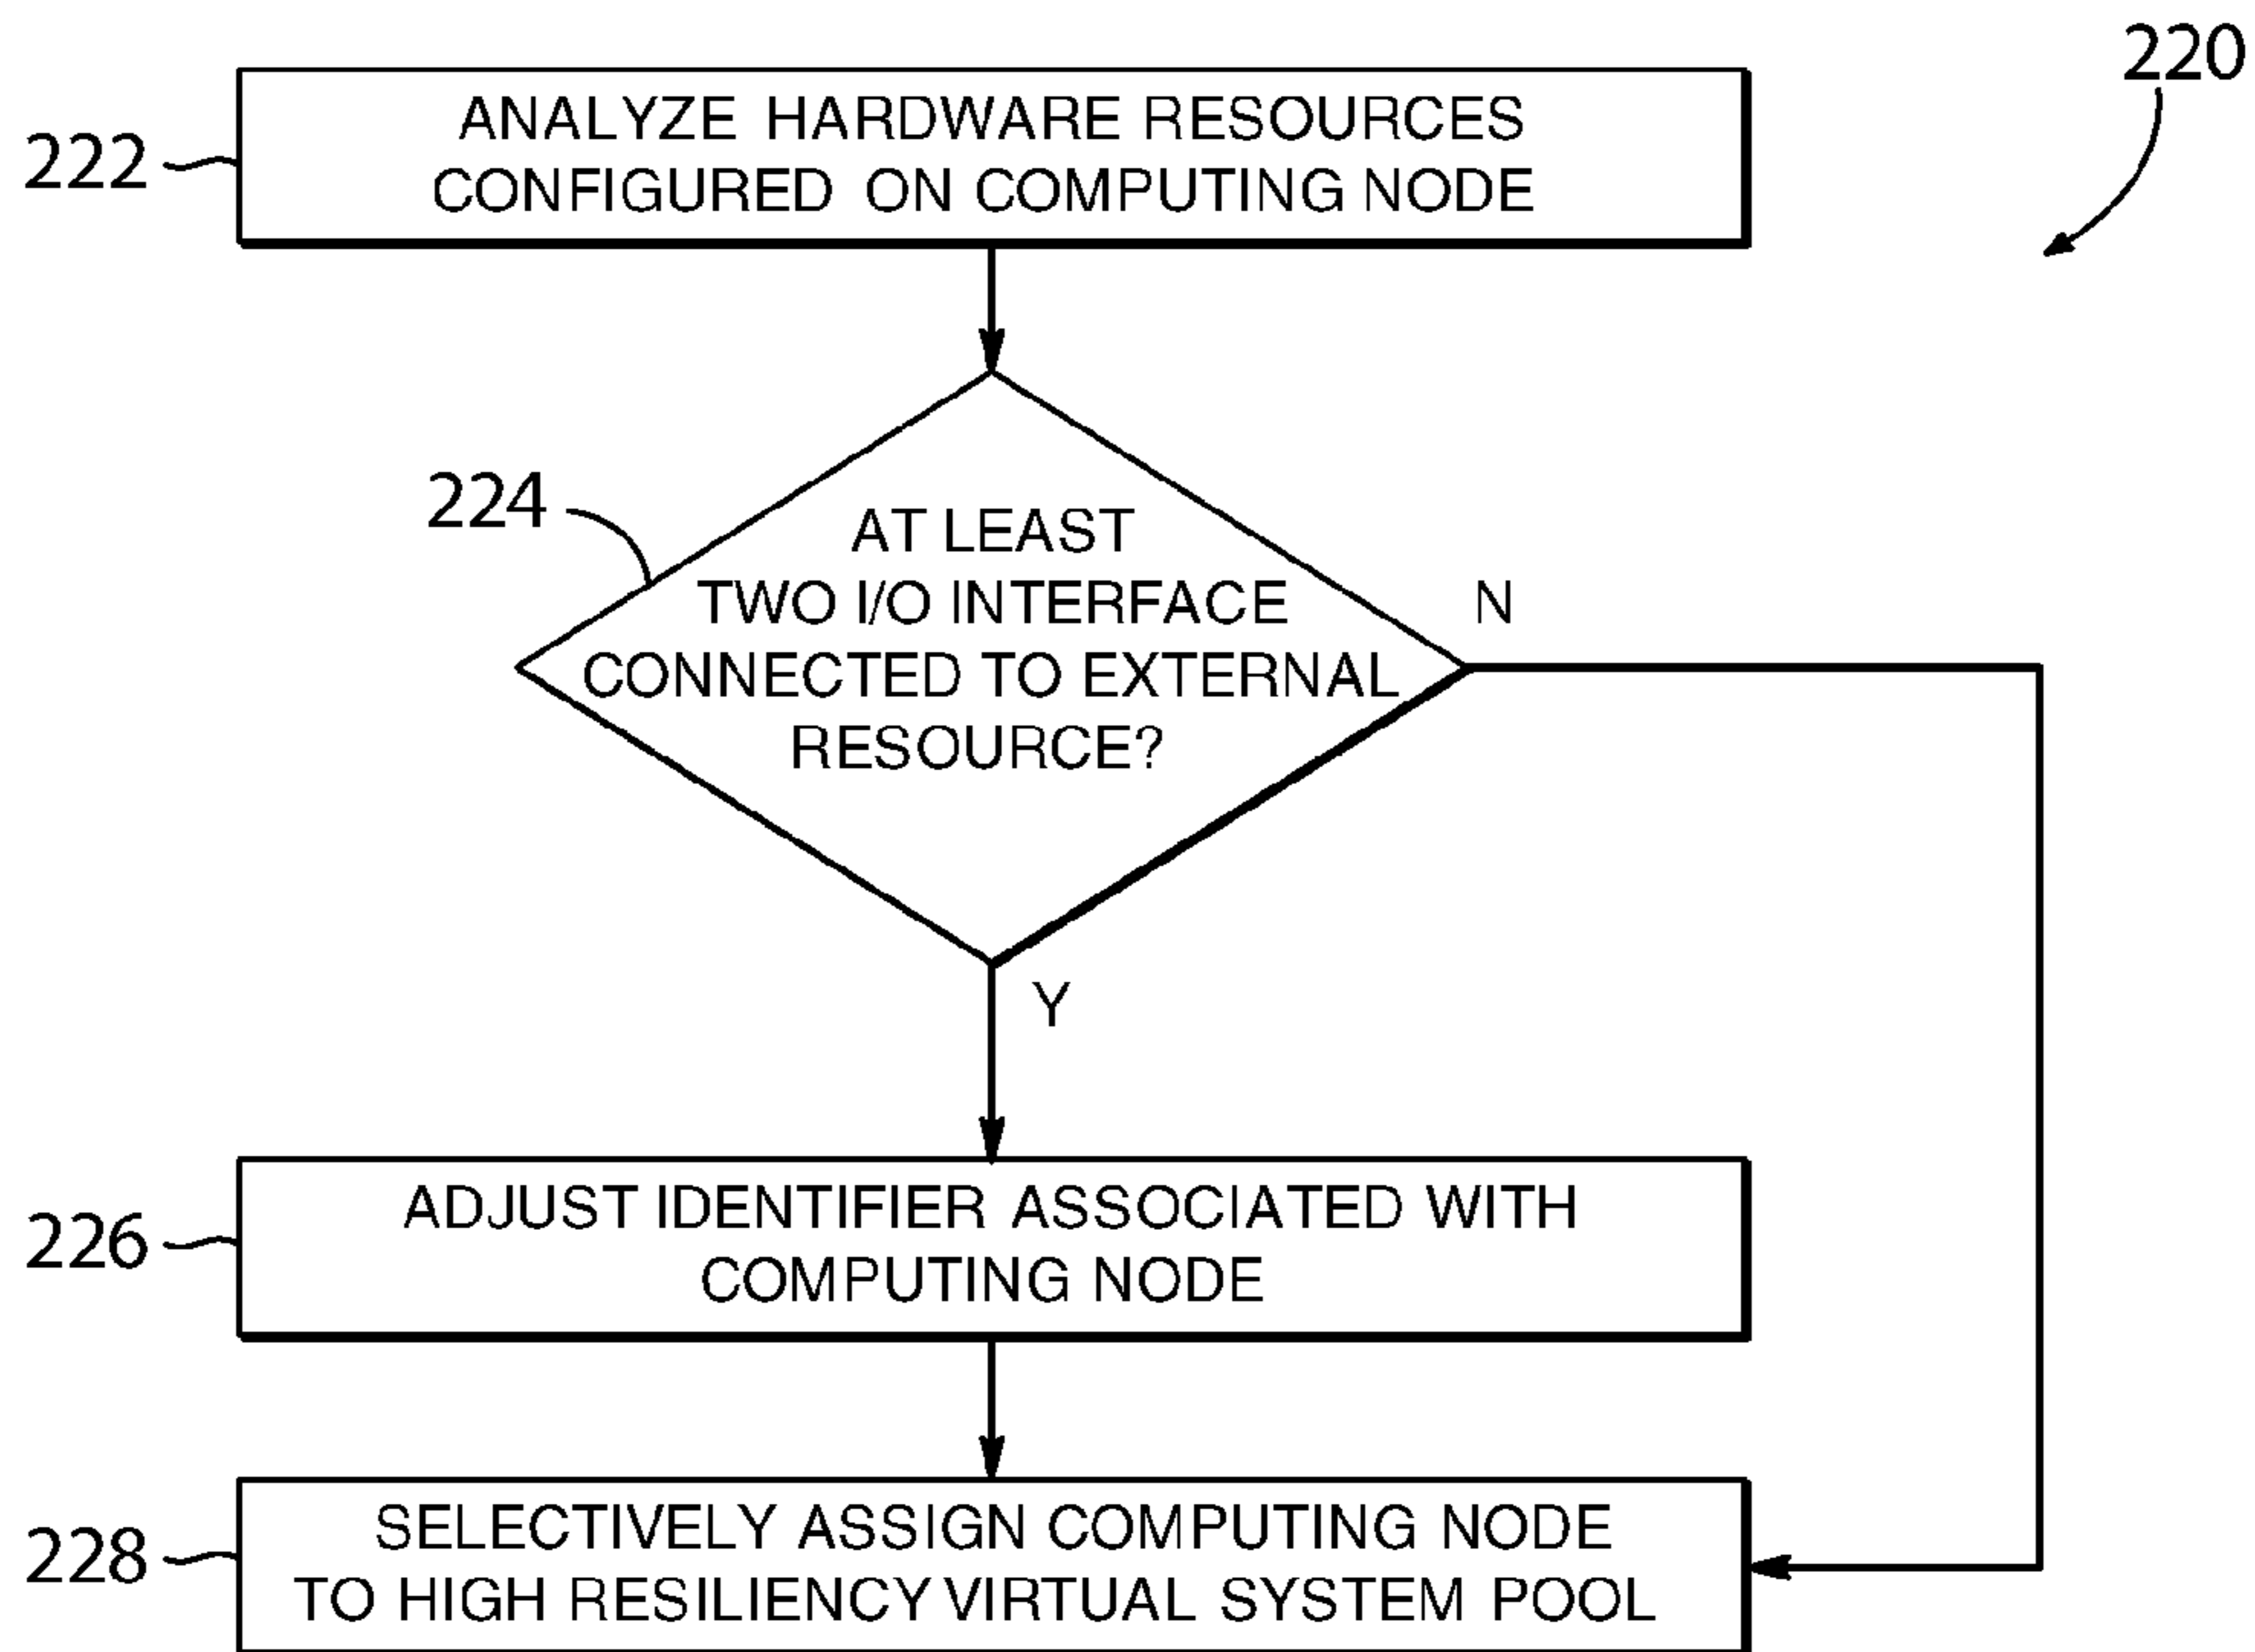 220
222
ANALYZE HARDWARE RESOURCES
CONFIGURED ON COMPUTING NODE
224
AT LEAST
TWO I/O INTERFACE
CONNECTED TO EXTERNAL
RESOURCE?
N
Y
226
ADJUST IDENTIFIER ASSOCIATED WITH
COMPUTING NODE
228
SELECTIVELY ASSIGN COMPUTING NODE
TO HIGH RESILIENCY VIRTUAL SYSTEM POOL